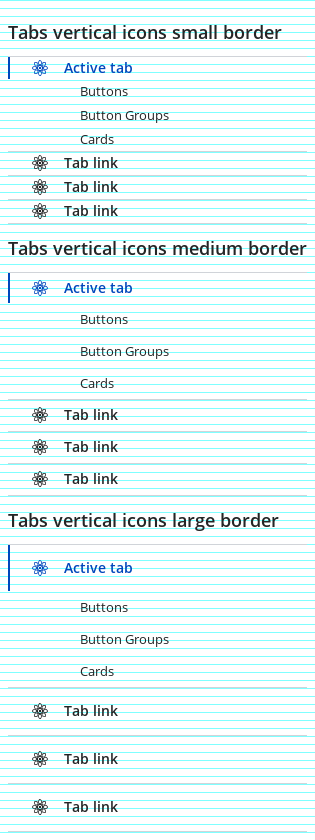 Tabs vertical icons small border
Active tab
Buttons
Button Groups
Cards
Tab link
Tab link
Tab link
Tabs vertical icons medium border
Active tab
Buttons
Button Groups
Cards
Tab link
Tab link
Tab link
Tabs vertical icons large border
Active tab
Buttons
Button Groups
Cards
Tab link
Tab link
Tab link